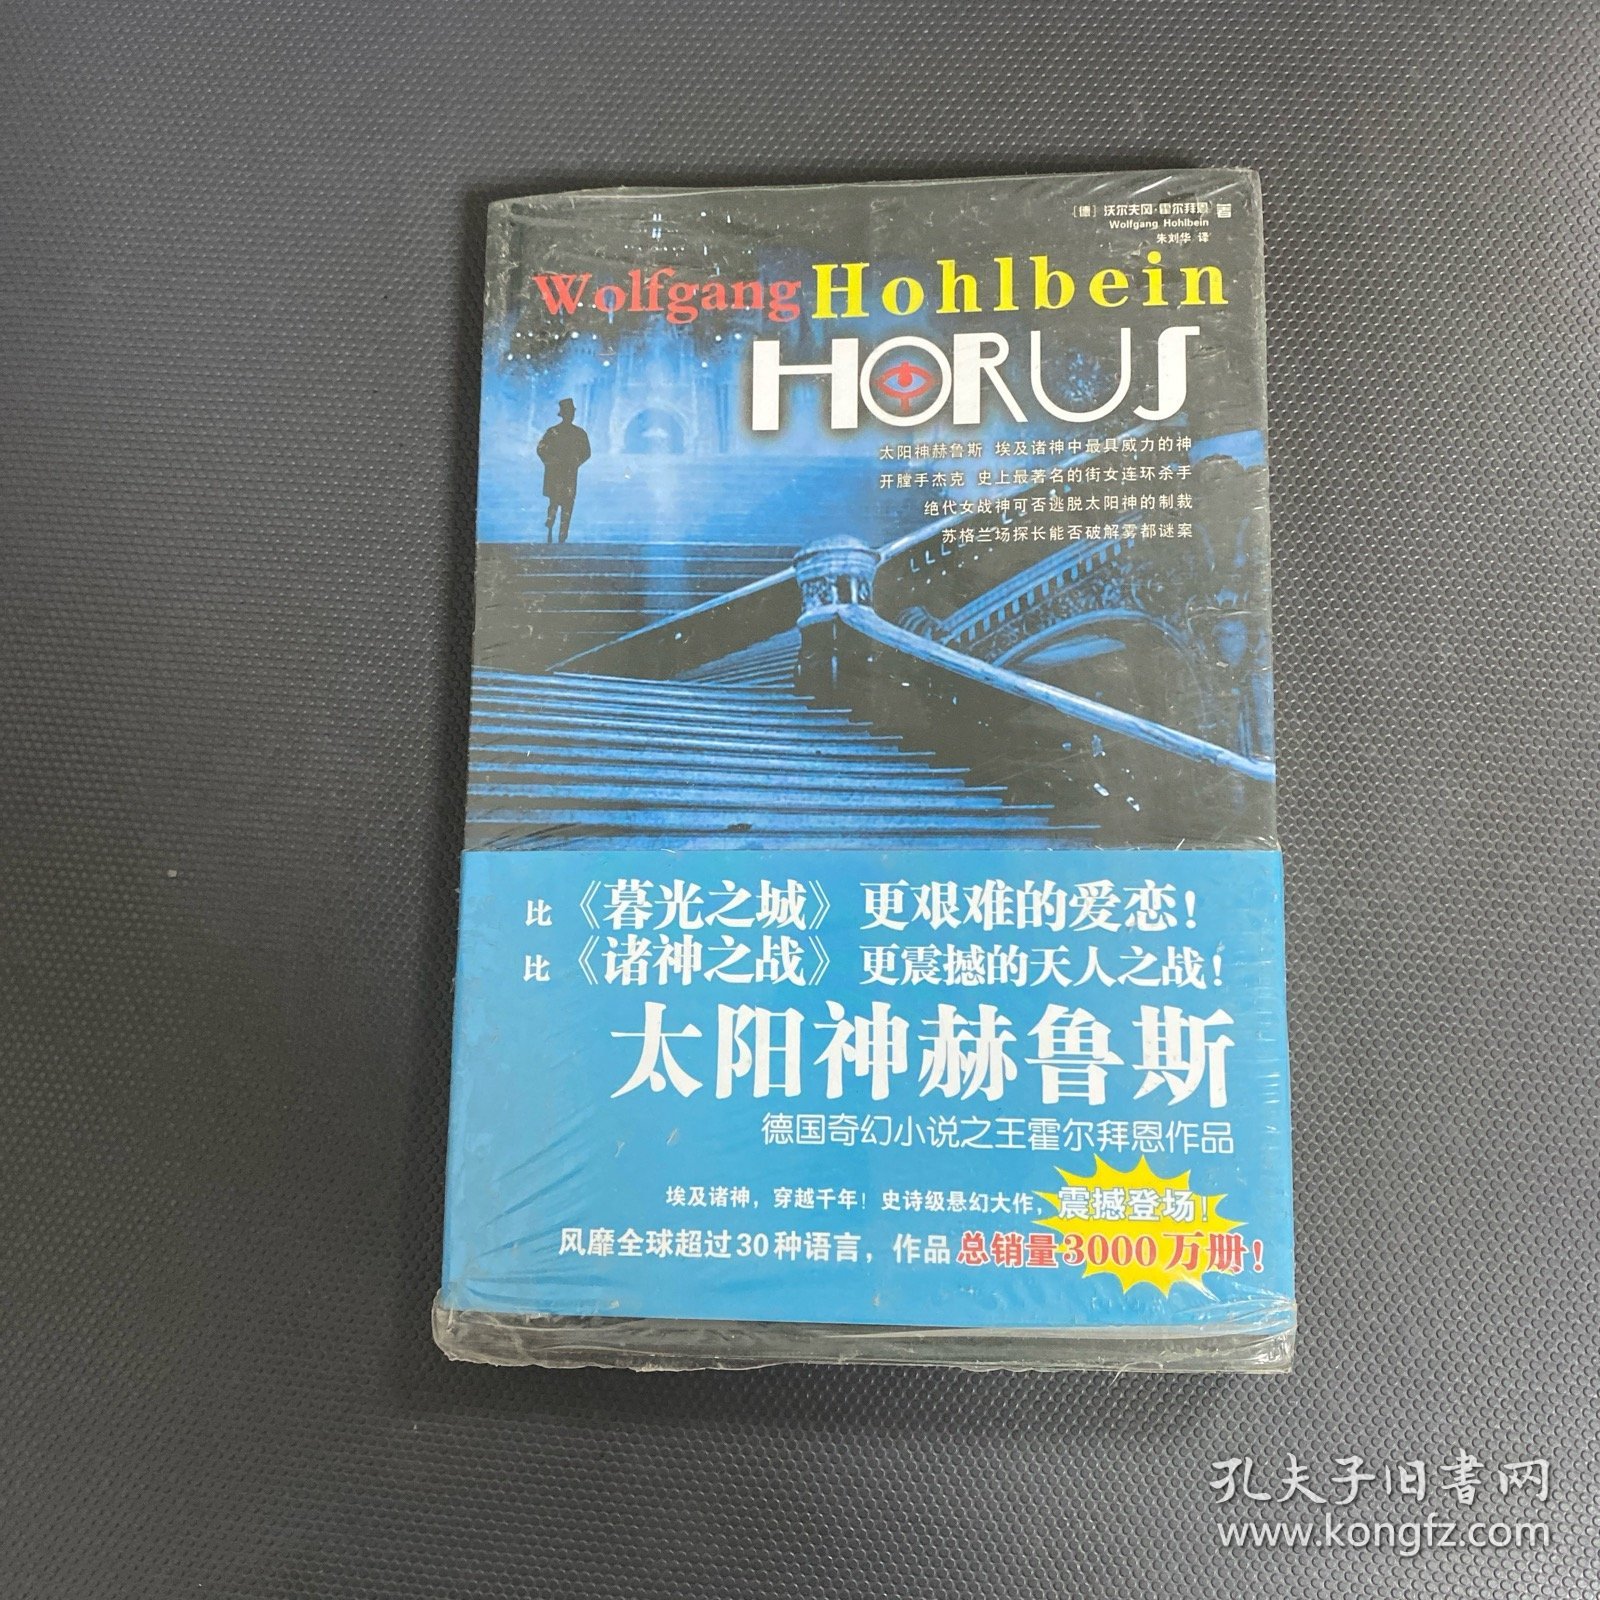 [德] 沃尔夫冈·霍尔拜恩 著
Wolfgang Hohlbein
朱刘华 译
Wolfgang Hohlbein
HORUS
太阳神赫鲁斯 埃及诸神中最具威力的神
开膛手杰克 史上最著名的街女连环杀手
绝代女战神可否逃脱太阳神的制裁
苏格兰场探长能否破解雾都谜案
比《暮光之城》更艰难的爱恋！
比《诸神之战》更震撼的天人之战！
太阳神赫鲁斯
德国奇幻小说之王霍尔拜恩作品
埃及诸神，穿越千年！史诗级悬幻大作，震撼登场！
风靡全球超过30种语言，作品总销量3000万册！
孔夫子旧书网
www.kongfz.com